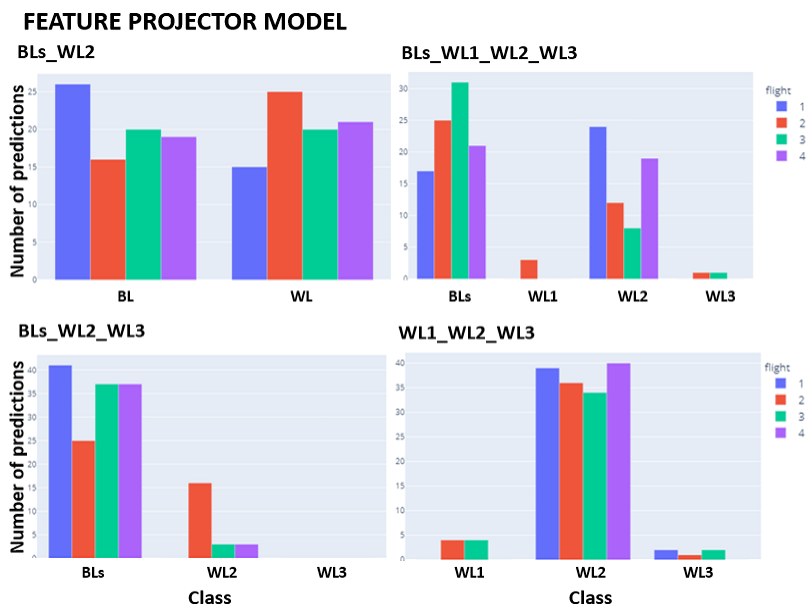 FEATURE PROJECTOR MODEL
BLs_WL2
Number of predictions
25
20
15
10
5
0
BL WL
BLs_WL1_WL2_WL3
30
25
20
15
10
5
0
BLs WL1 WL2 WL3
flight
1
2
3
4
BLs_WL2_WL3
Number of predictions
40
35
30
25
20
15
10
5
0
BLs WL2 WL3
Class
WL1_WL2_WL3
40
35
30
25
20
15
10
5
0
WL1 WL2 WL3
Class
flight
1
2
3
4